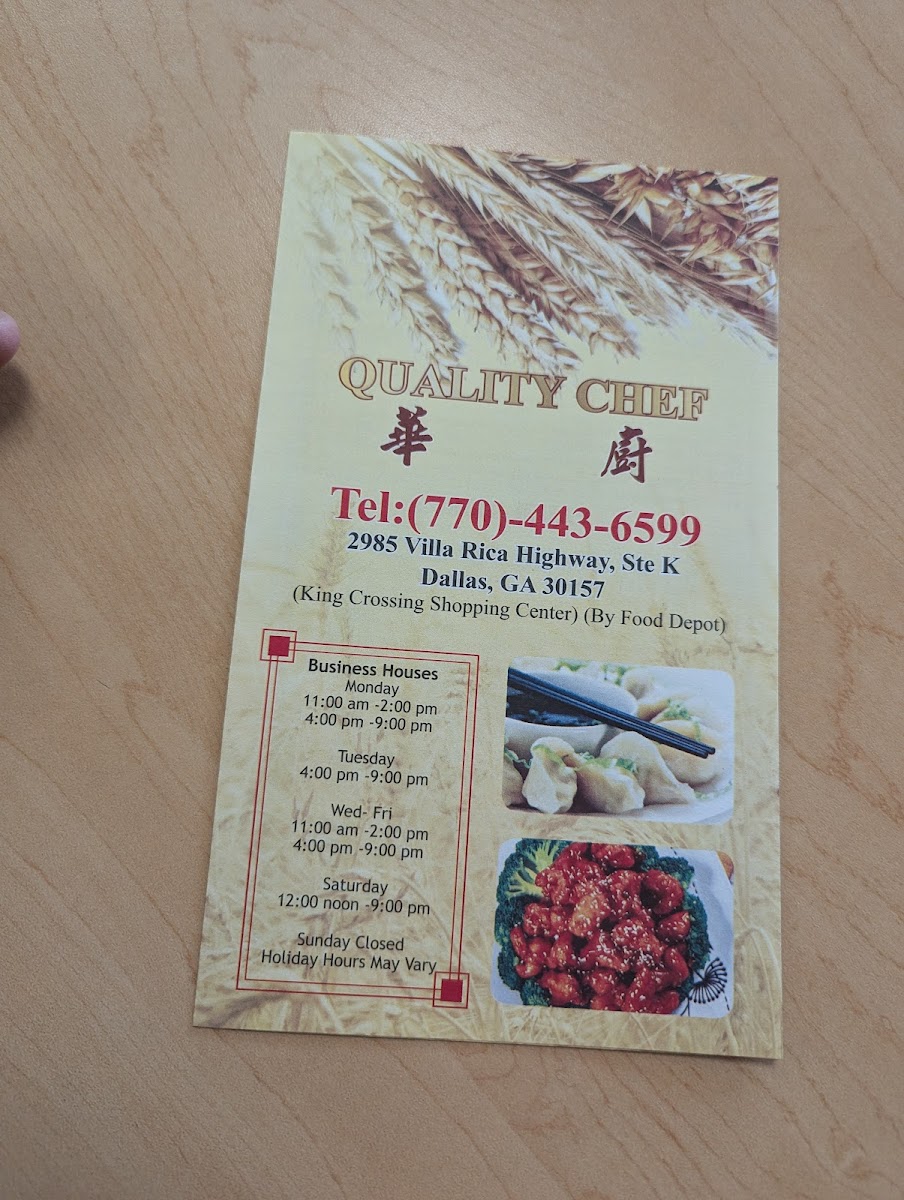 QUALITY CHEF
華 廚
Tel:(770)-443-6599
2985 Villa Rica Highway, Ste K
Dallas, GA 30157
(King Crossing Shopping Center) (By Food Depot)
Business Houses
Monday
11:00 am -2:00 pm
4:00 pm -9:00 pm
Tuesday
4:00 pm -9:00 pm
Wed- Fri
11:00 am -2:00 pm
4:00 pm -9:00 pm
Saturday
12:00 noon -9:00 pm
Sunday Closed
Holiday Hours May Vary